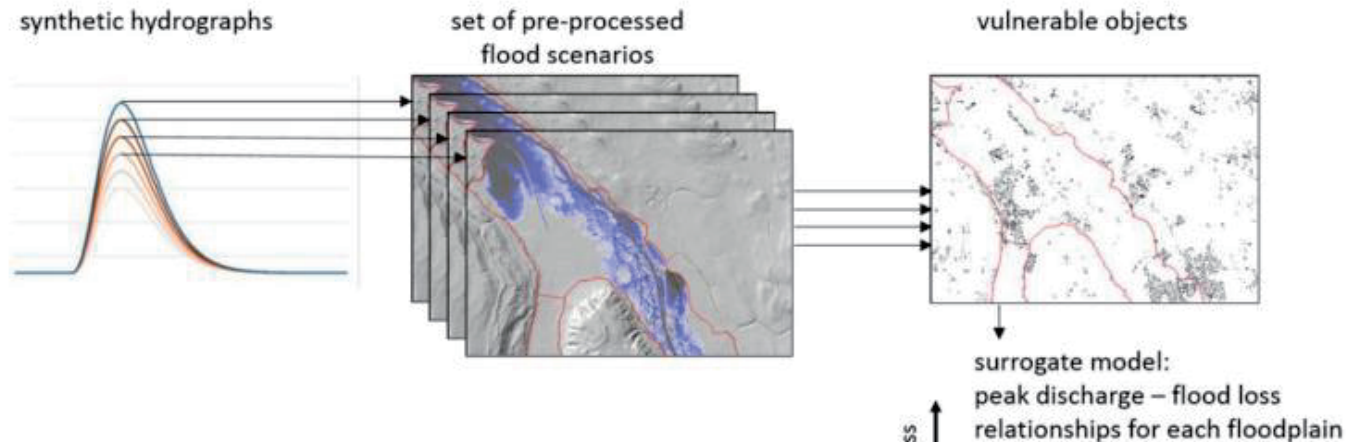 synthetic hydrographs
set of pre-processed
flood scenarios
vulnerable objects
surrogate model:
peak discharge – flood loss
relationships for each floodplain